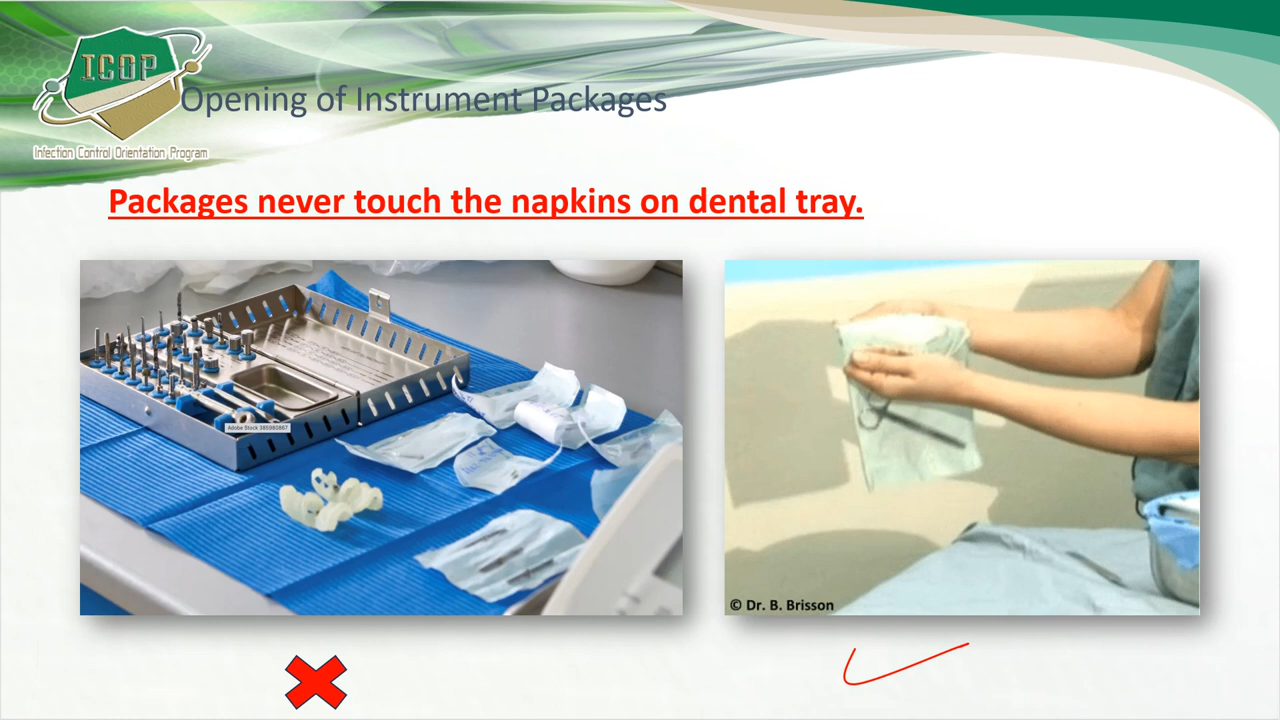 ICOP
Infection Control Orientation Program
Opening of Instrument Packages
Packages never touch the napkins on dental tray.
Adobe Stock 385980867
© Dr. B. Brisson